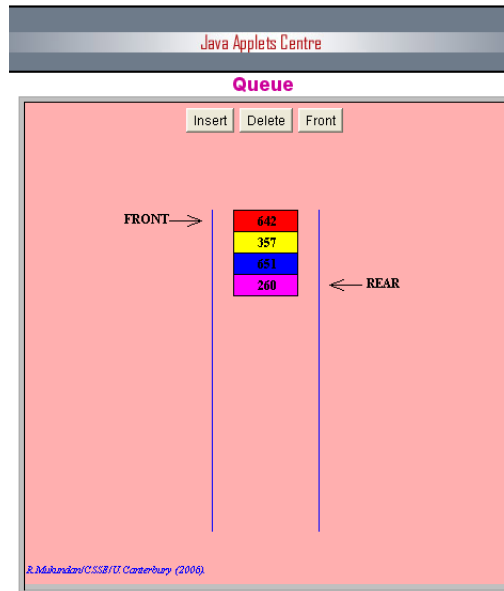 Java Applets Centre
Queue
Insert Delete Front
FRONT 642
357
651
260 REAR
R.Mukundan/CSSE/U.Canterbury (2006).